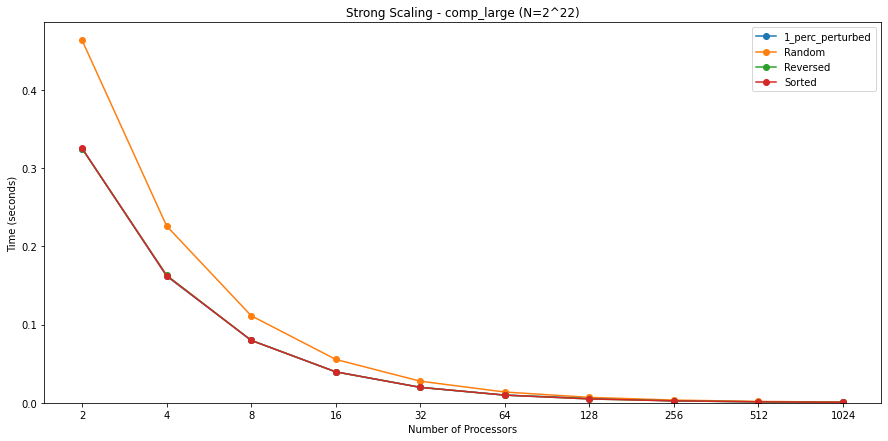 Strong Scaling - comp_large (N=2^22)
1_perc_perturbed
Random
Reversed
Sorted
Time (seconds)
0.4
0.3
0.2
0.1
0.0
2 4 8 16 32 64 128 256 512 1024
Number of Processors